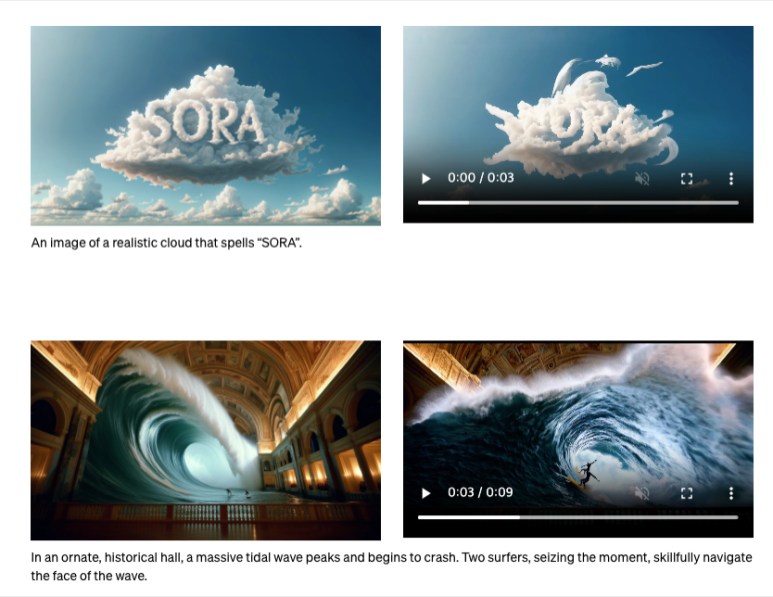 SORA
ORA
0:00 / 0:03
An image of a realistic cloud that spells “SORA”.
0:03 / 0:09
In an ornate, historical hall, a massive tidal wave peaks and begins to crash. Two surfers, seizing the moment, skillfully navigate
the face of the wave.